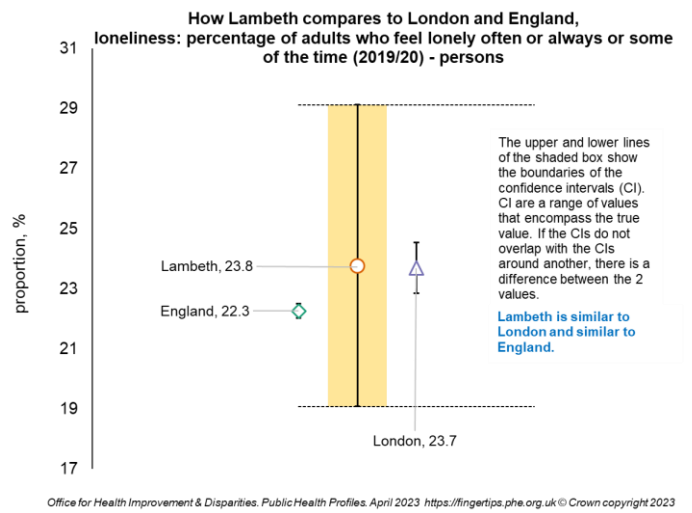 How Lambeth compares to London and England,
loneliness: percentage of adults who feel lonely often or always or some
of the time (2019/20) - persons
31
29
27
25
23
21
19
17
proportion, %
Lambeth, 23.8
England, 22.3
London, 23.7
The upper and lower lines
of the shaded box show
the boundaries of the
confidence intervals (CI).
CI are a range of values
that encompass the true
value. If the CIs do not
overlap with the CIs
around another, there is a
difference between the 2
values.
Lambeth is similar to
London and similar to
England.
Office for Health Improvement & Disparities. Public Health Profiles. April 2023 https://fingertips.phe.org.uk © Crown copyright 2023